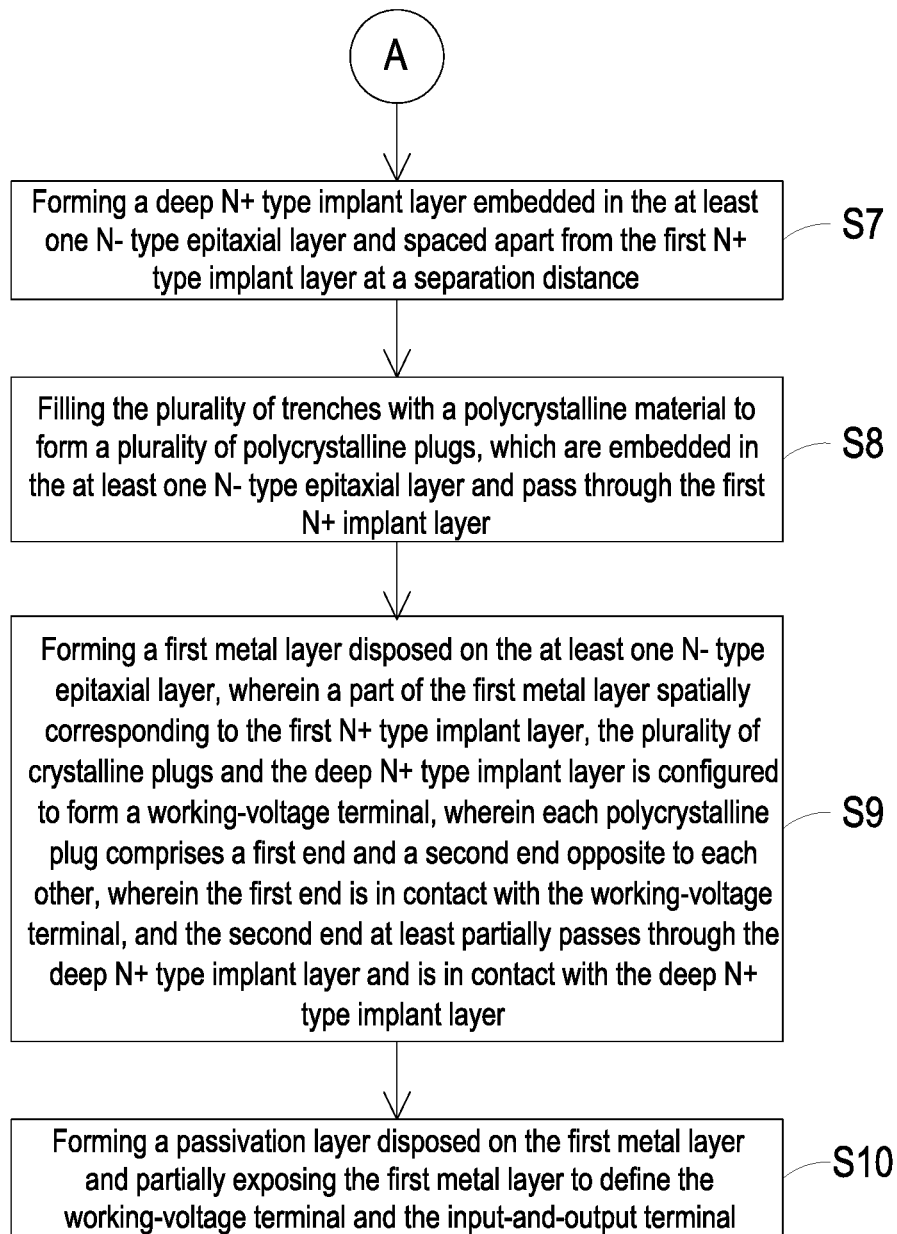 A
Forming a deep N+ type implant layer embedded in the at least
one N- type epitaxial layer and spaced apart from the first N+
type implant layer at a separation distance
S7
Filling the plurality of trenches with a polycrystalline material to
form a plurality of polycrystalline plugs, which are embedded in
the at least one N- type epitaxial layer and pass through the first
N+ implant layer
S8
Forming a first metal layer disposed on the at least one N- type
epitaxial layer, wherein a part of the first metal layer spatially
corresponding to the first N+ type implant layer, the plurality of
crystalline plugs and the deep N+ type implant layer is configured
to form a working-voltage terminal, wherein each polycrystalline
plug comprises a first end and a second end opposite to each
other, wherein the first end is in contact with the working-voltage
terminal, and the second end at least partially passes through the
deep N+ type implant layer and is in contact with the deep N+
type implant layer
S9
Forming a passivation layer disposed on the first metal layer
and partially exposing the first metal layer to define the
working-voltage terminal and the input-and-output terminal
S10